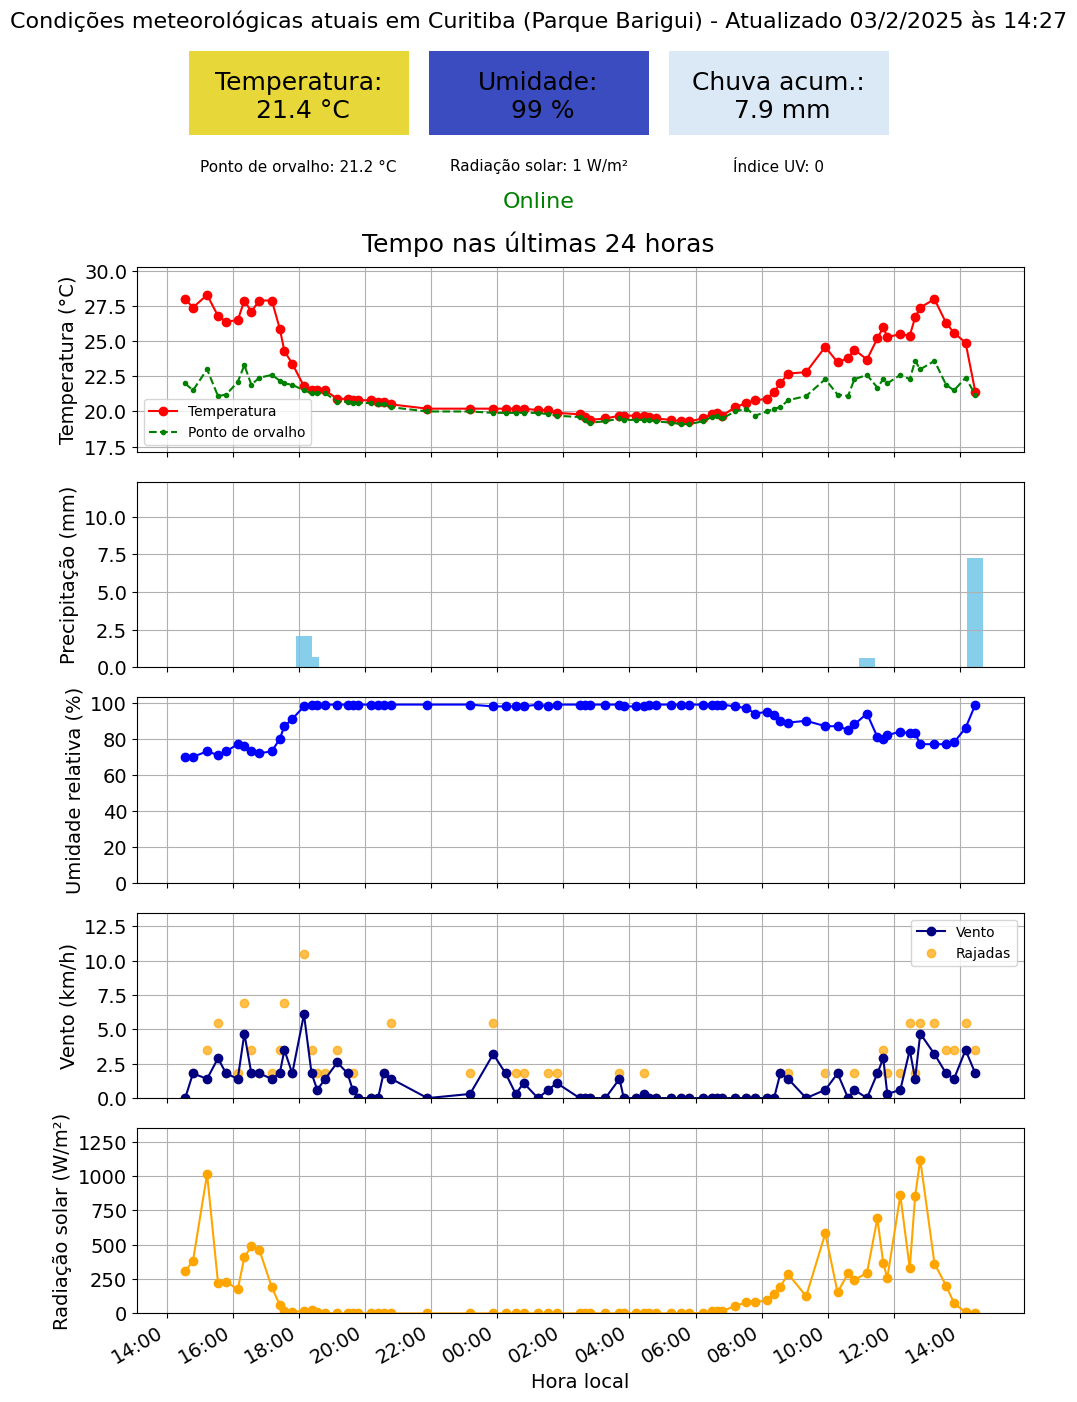 Condições meteorológicas atuais em Curitiba (Parque Barigui) - Atualizado 03/2/2025 às 14:27
Temperatura:
21.4 °C
Umidade:
99 %
Chuva acum.:
7.9 mm
Ponto de orvalho: 21.2 °C
Radiação solar: 1 W/m²
Índice UV: 0
Online
Tempo nas últimas 24 horas
Temperatura (°C)
30.0
27.5
25.0
22.5
20.0
17.5
Temperatura
Ponto de orvalho
Precipitação (mm)
10.0
7.5
5.0
2.5
0.0
Umidade relativa (%)
100
80
60
40
20
0
Vento (km/h)
12.5
10.0
7.5
5.0
2.5
0.0
Vento
Rajadas
Radiação solar (W/m²)
1250
1000
750
500
250
0
14:00
16:00
18:00
20:00
22:00
00:00
02:00
04:00
06:00
08:00
10:00
12:00
14:00
Hora local